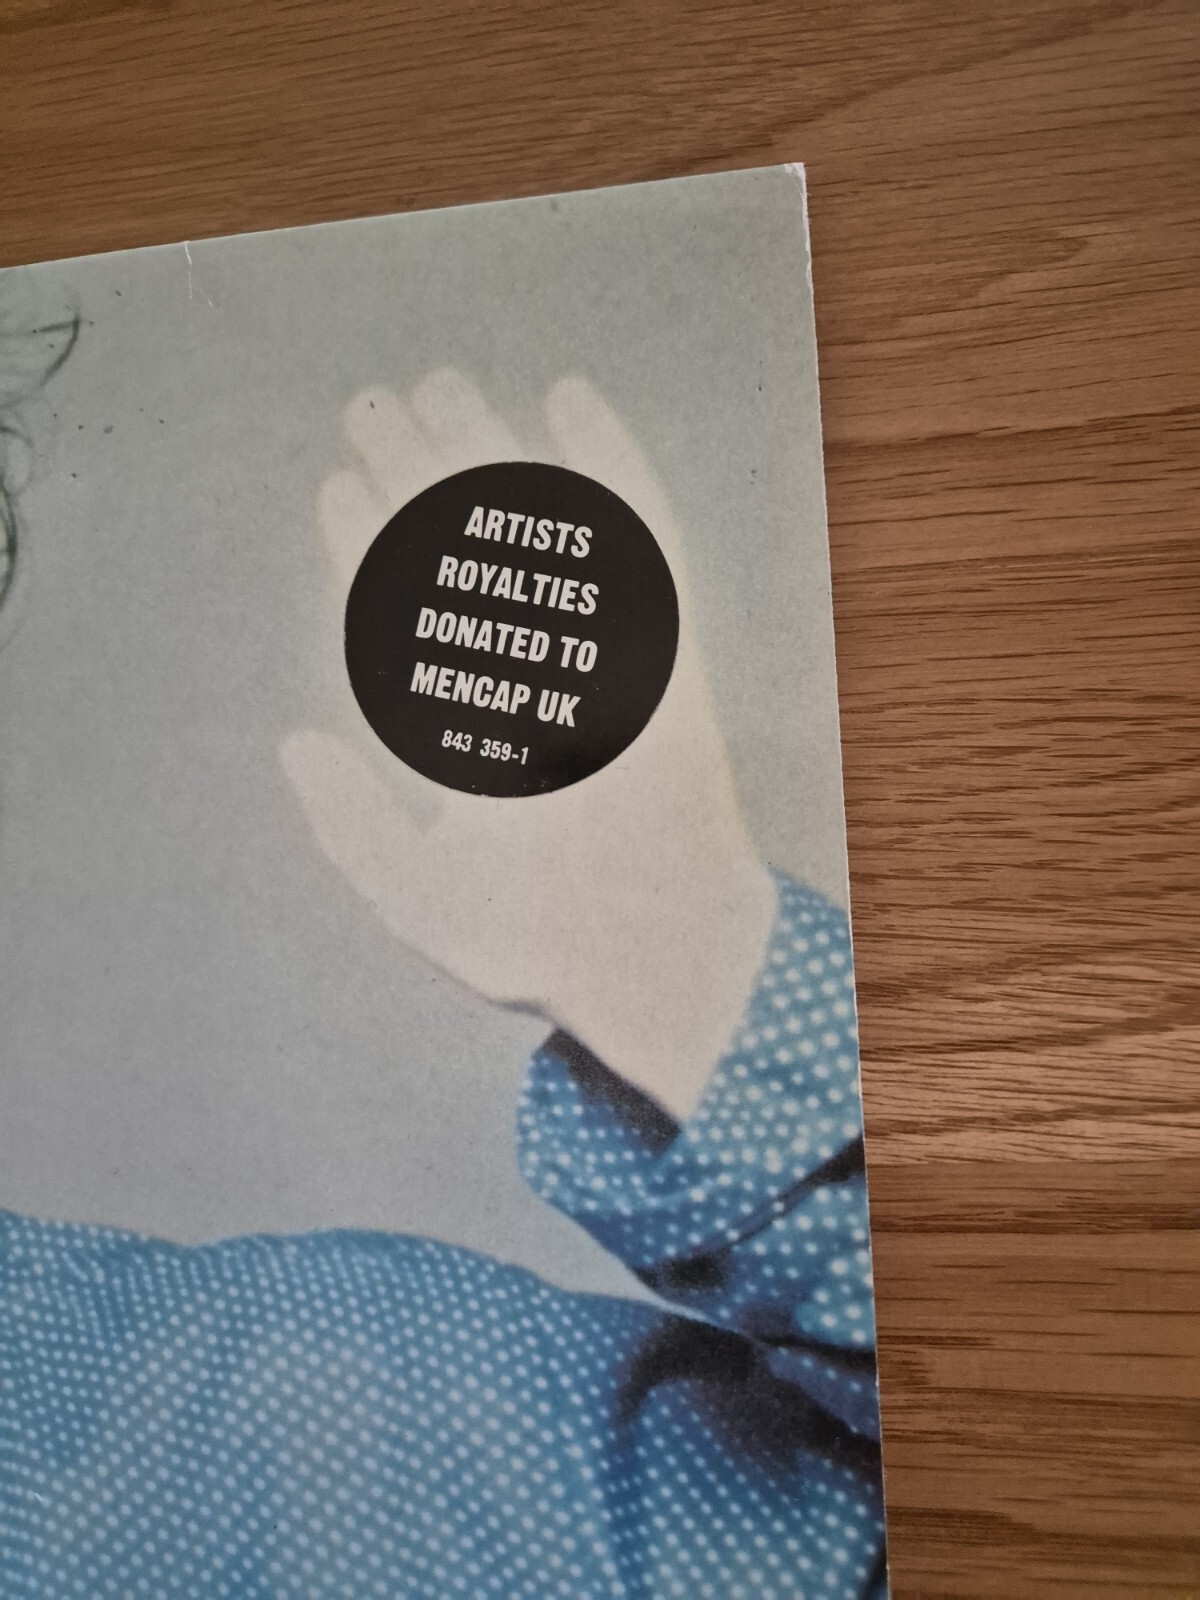 ARTISTS
ROYALTIES
DONATED TO
MENCAP UK
843 359-1